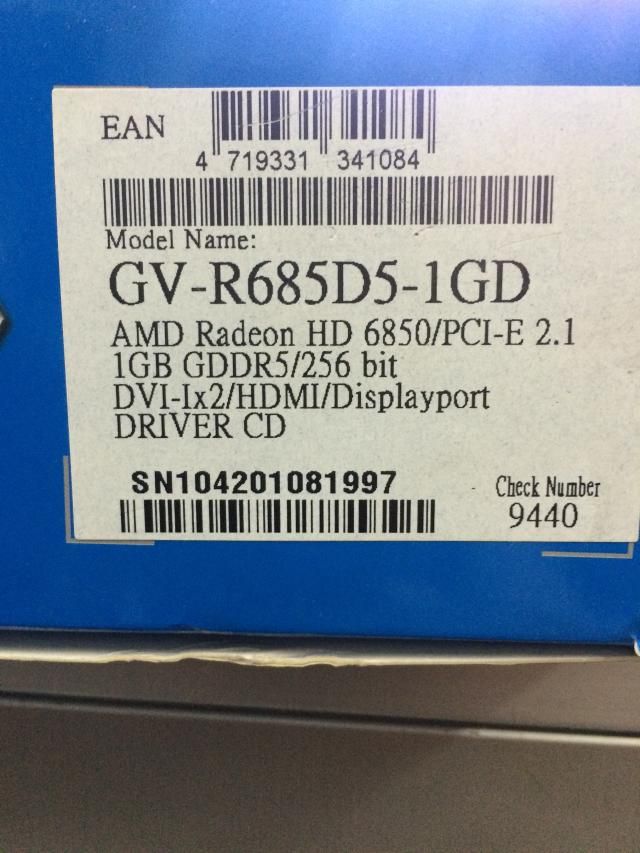 EAN
4 719331 341084
Model Name:
GV-R685D5-1GD
AMD Radeon HD 6850/PCI-E 2.1
1GB GDDR5/256 bit
DVI-Ix2/HDMI/Displayport
DRIVER CD
SN104201081997
Check Number
9440